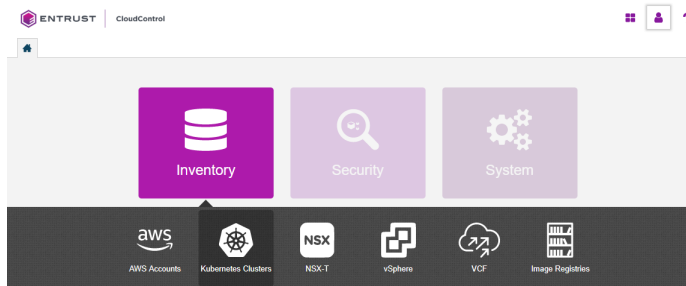 ENTRUST CloudControl
Inventory Security System
aws NSX
AWS Accounts Kubernetes Clusters NSX-T vSphere VCF Image Registries